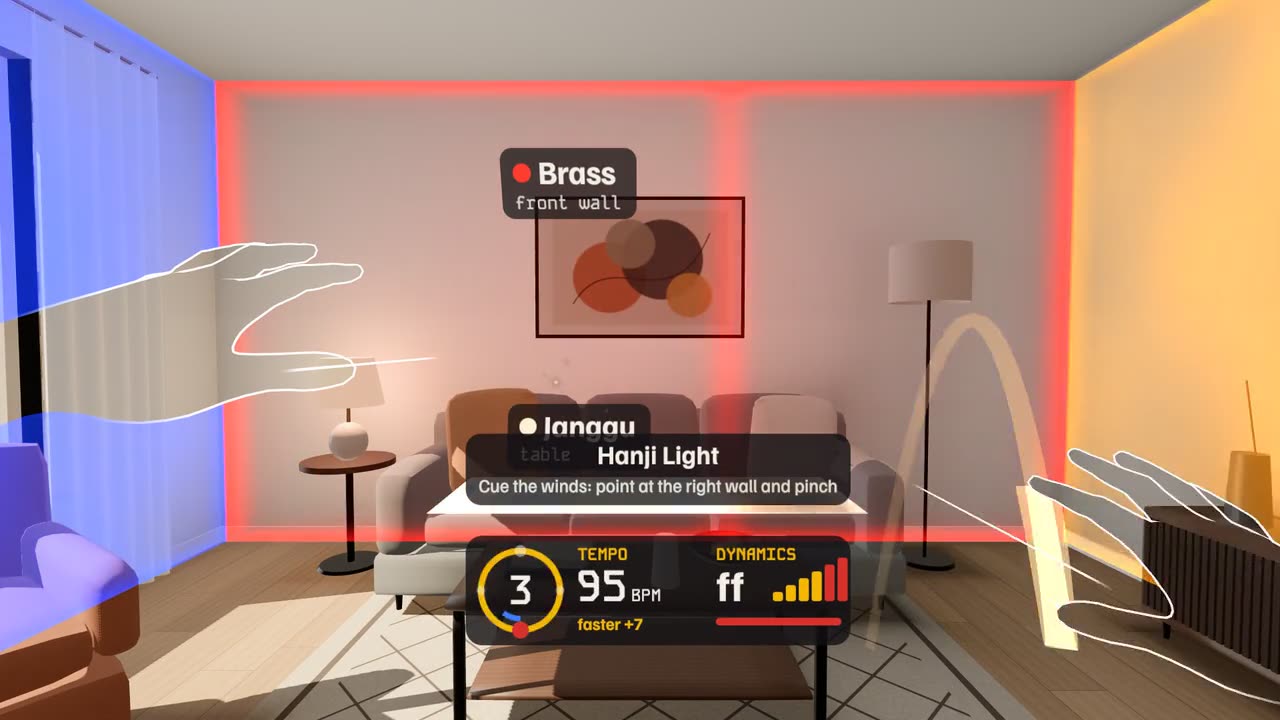 Brass
front wall
Janggu
table
Hanji Light
Cue the winds: point at the right wall and pinch
3
TEMPO
95 BPM
faster +7
DYNAMICS
ff